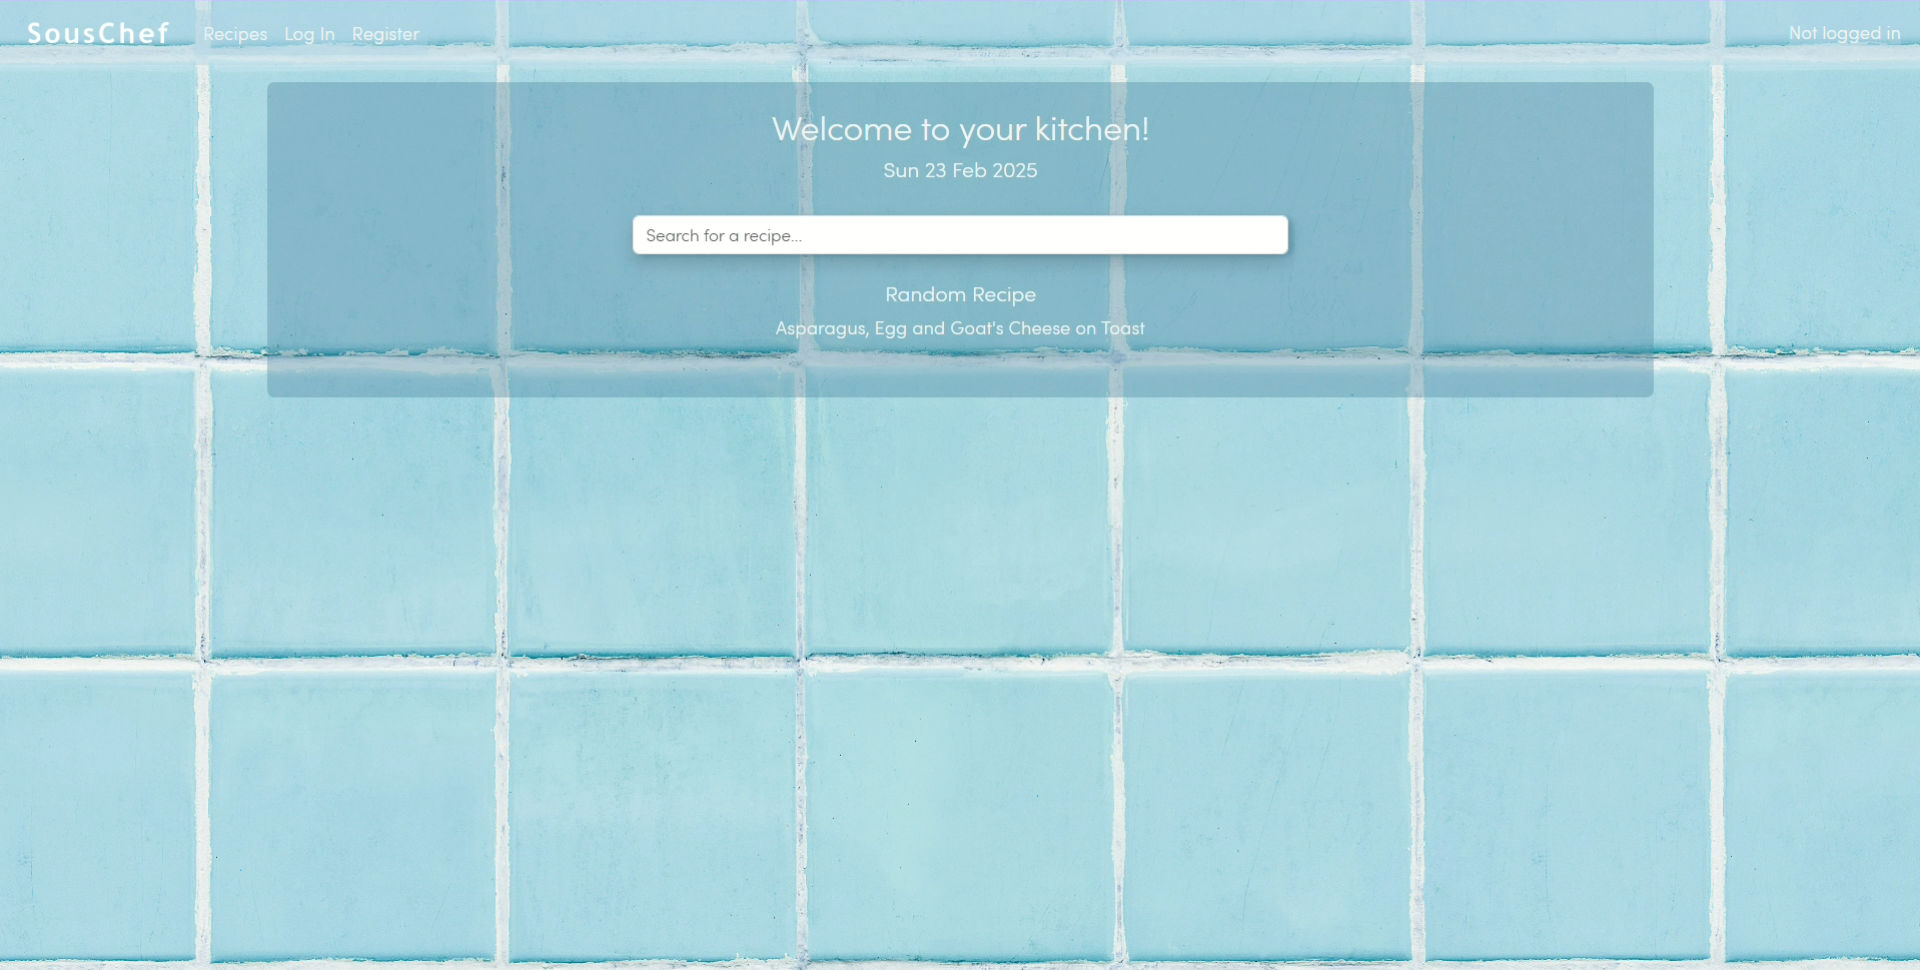 SousChef Recipes Log In Register Not logged in
Welcome to your kitchen!
Sun 23 Feb 2025
Search for a recipe...
Random Recipe
Asparagus, Egg and Goat's Cheese on Toast